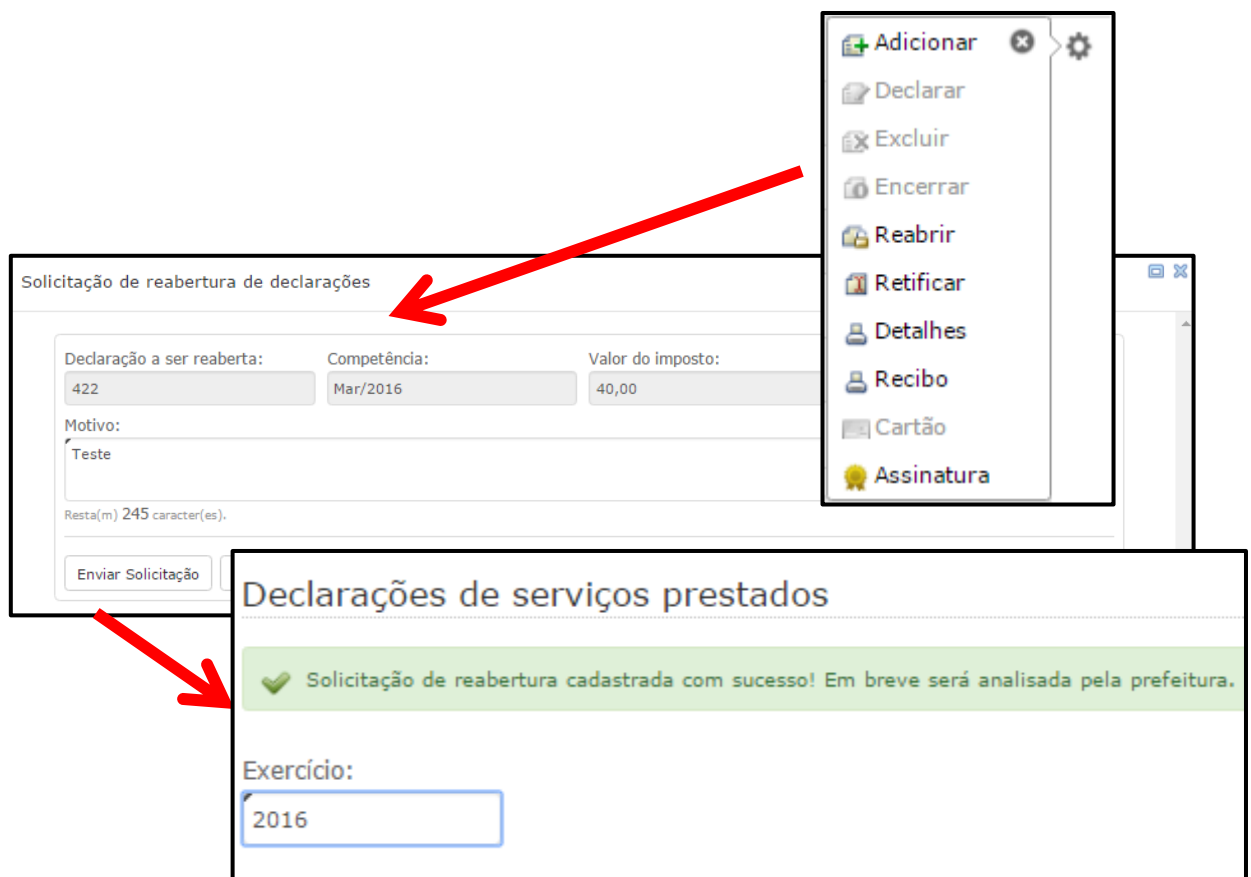 Adicionar
Declarar
Excluir
Encerrar
Reabrir
Retificar
Detalhes
Recibo
Cartão
Assinatura
Solicitação de reabertura de declarações
Declaração a ser reaberta: Competência: Valor do imposto:
422 Mar/2016 40,00
Motivo:
Teste
Resta(m) 245 caracter(es).
Enviar Solicitação
Declarações de serviços prestados
Solicitação de reabertura cadastrada com sucesso! Em breve será analisada pela prefeitura.
Exercício:
2016